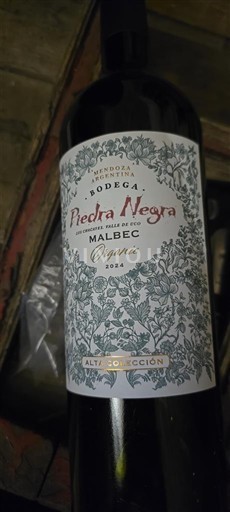 MENDOZA
ARGENTINA
BODEGA
Piedra Negra
LOS CHACAYES, VALLE DE UCO
MALBEC
Organic
2024
ALTA COLECCIÓN